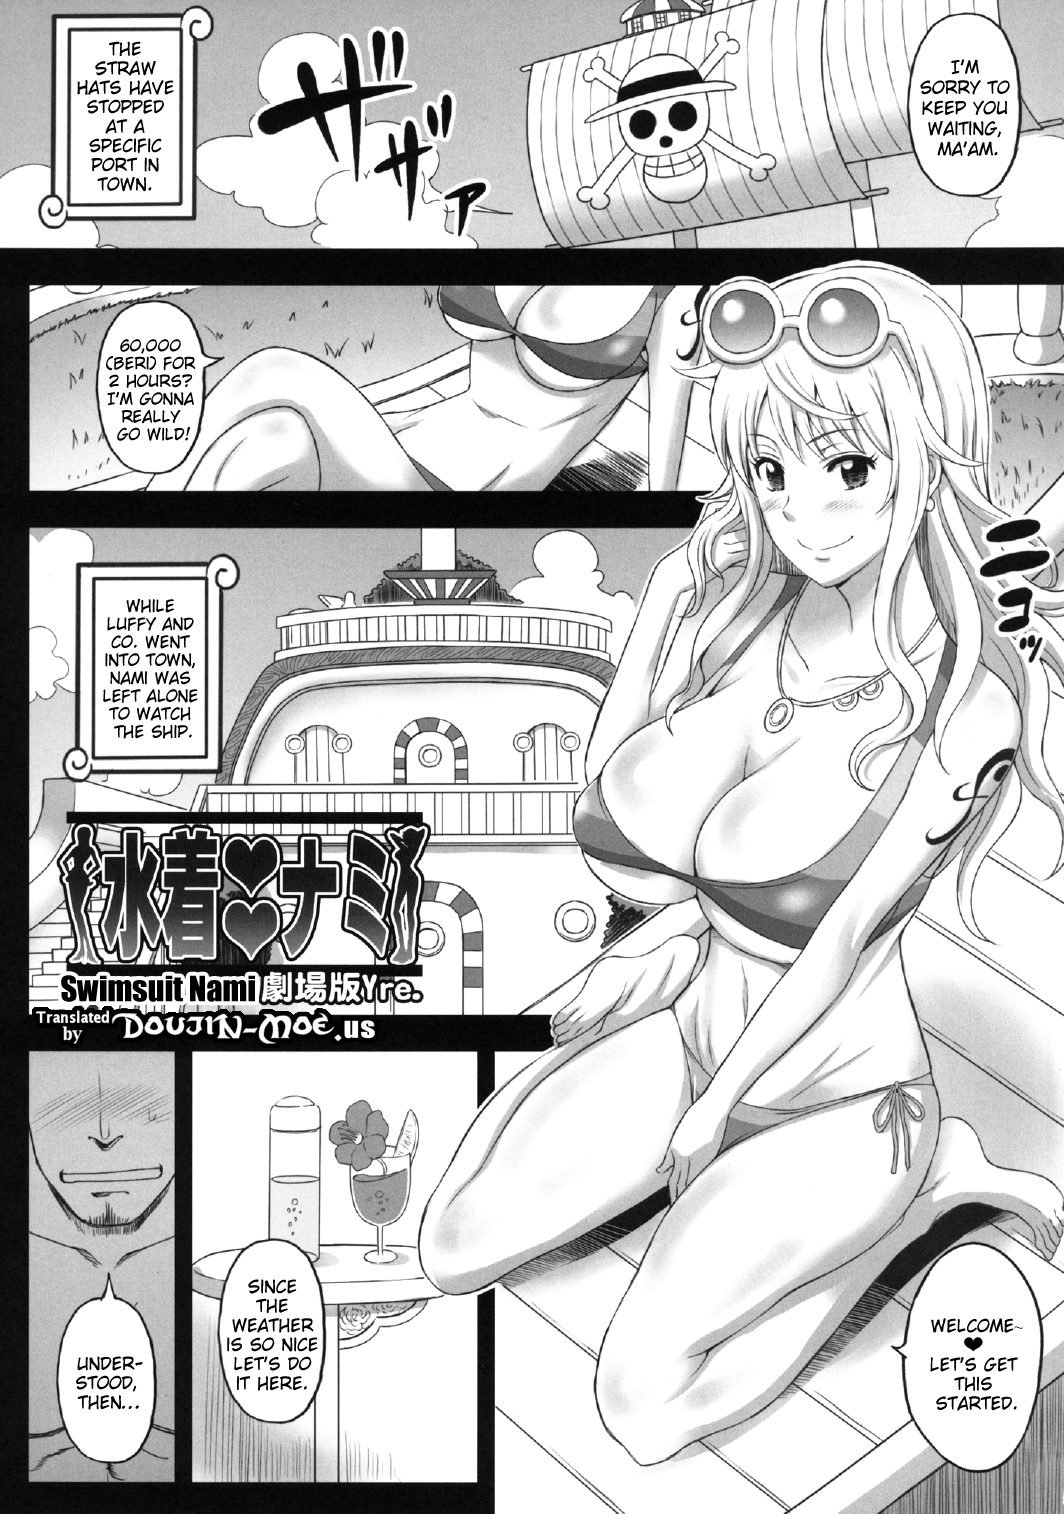 THE
STRAW
HATS HAVE
STOPPED
AT A
SPECIFIC
PORT IN
TOWN.
ザザザァ
I'M
SORRY TO
KEEP YOU
WAITING,
MA'AM.
60,000
(BERI) FOR
2 HOURS?
I'M GONNA
REALLY
GO WILD!
ニコッ
WHILE
LUFFY AND
CO. WENT
INTO TOWN,
NAMI WAS
LEFT ALONE
TO WATCH
THE SHIP.
水着♥♥ナミ
Swimsuit Nami 劇場版Yre.
Translated
by DOUJIN-MOE.us
UNDER-
STOOD,
THEN...
SINCE
THE
WEATHER
IS SO NICE
LET'S DO
IT HERE.
WELCOME~
♥
LET'S GET
THIS
STARTED.